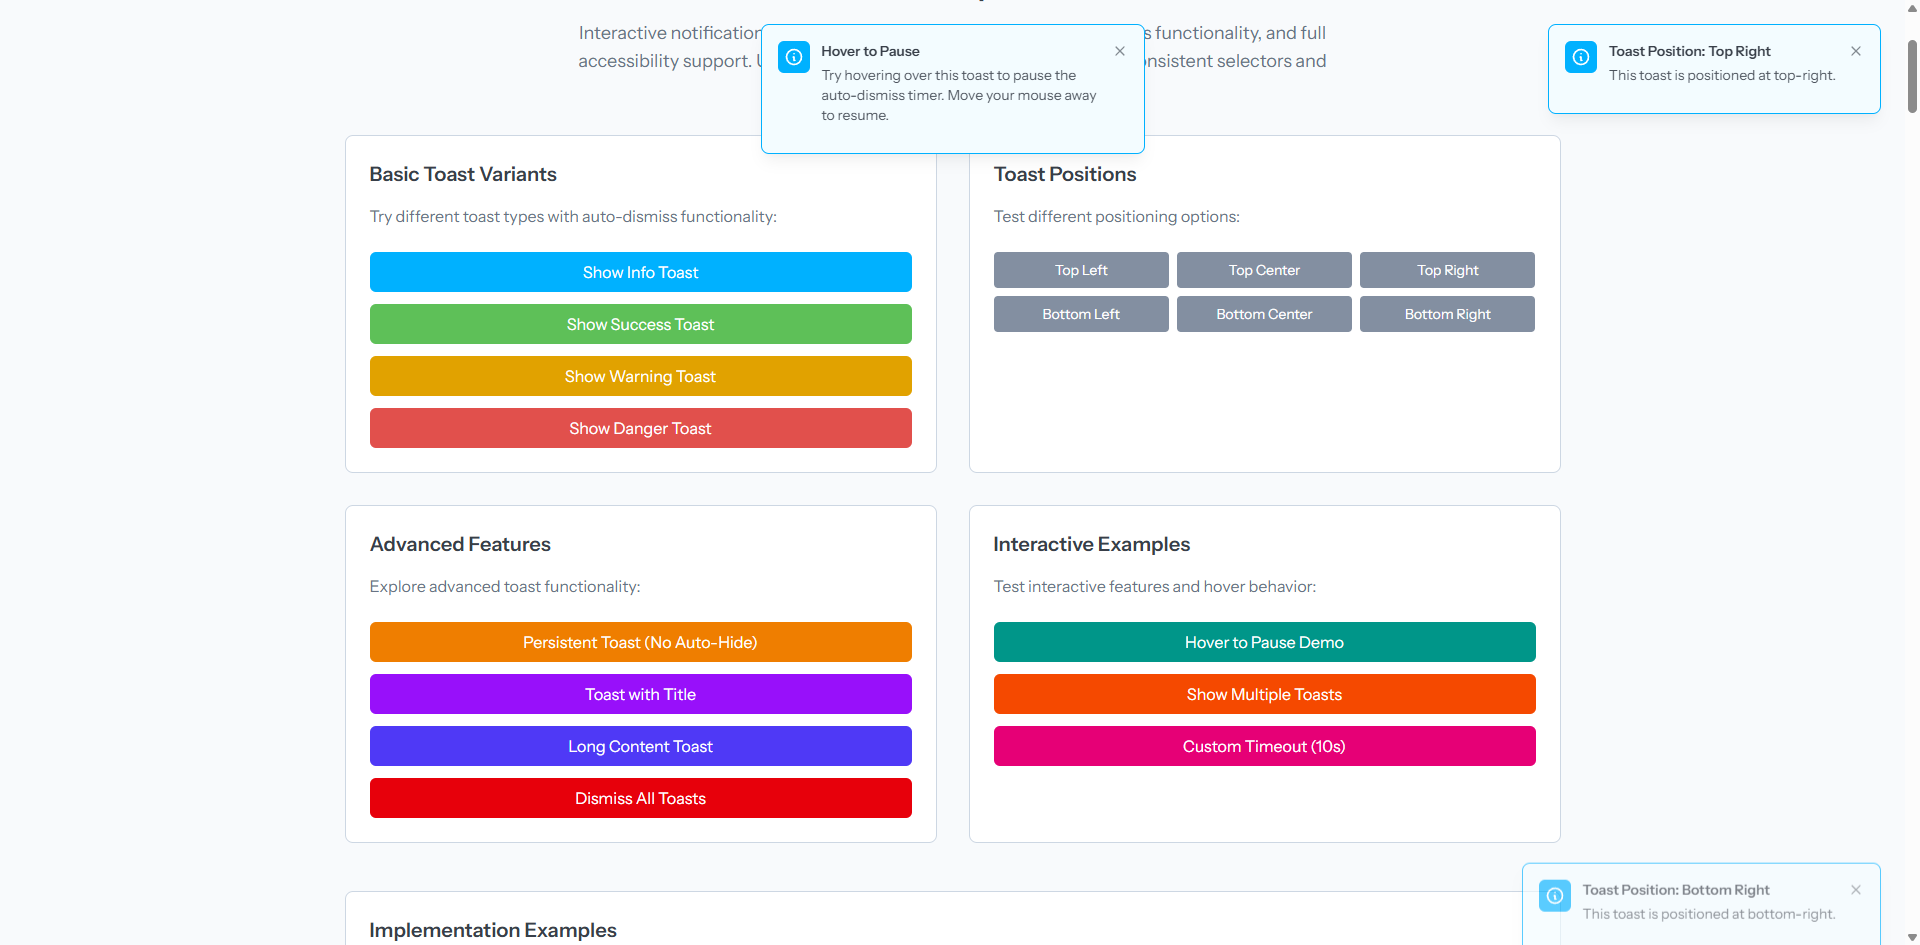 Interactive notification
s functionality, and full
accessibility support.
nsistent selectors and
Hover to Pause
Try hovering over this toast to pause the
auto-dismiss timer. Move your mouse away
to resume.
Toast Position: Top Right
This toast is positioned at top-right.
Basic Toast Variants
Try different toast types with auto-dismiss functionality:
Show Info Toast
Show Success Toast
Show Warning Toast
Show Danger Toast
Toast Positions
Test different positioning options:
Top Left
Top Center
Top Right
Bottom Left
Bottom Center
Bottom Right
Advanced Features
Explore advanced toast functionality:
Persistent Toast (No Auto-Hide)
Toast with Title
Long Content Toast
Dismiss All Toasts
Interactive Examples
Test interactive features and hover behavior:
Hover to Pause Demo
Show Multiple Toasts
Custom Timeout (10s)
Toast Position: Bottom Right
This toast is positioned at bottom-right.
Implementation Examples